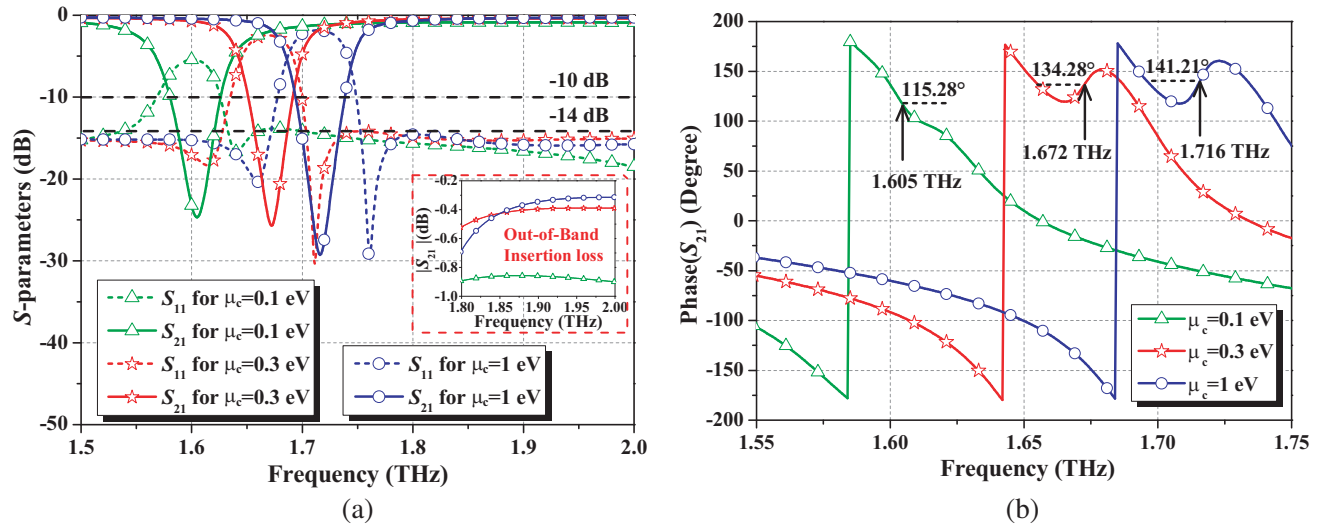 (a)
S-parameters (dB)
0
-10
-20
-30
-40
-50
-10 dB
-14 dB
|S21|(dB)
-0.2
-0.4
-0.6
-0.8
-1.0
Out-of-Band
Insertion loss
1.80 1.85 1.90 1.95 2.00
Frequency (THz)
S11 for μc=0.1 eV
S21 for μc=0.1 eV
S11 for μc=0.3 eV
S21 for μc=0.3 eV
S11 for μc=1 eV
S21 for μc=1 eV
1.5 1.6 1.7 1.8 1.9 2.0
Frequency (THz)
(b)
Phase(S21) (Degree)
200
150
100
50
0
-50
-100
-150
-200
115.28°
134.28°
141.21°
1.605 THz
1.672 THz
1.716 THz
μc=0.1 eV
μc=0.3 eV
μc=1 eV
1.55 1.60 1.65 1.70 1.75
Frequency (THz)